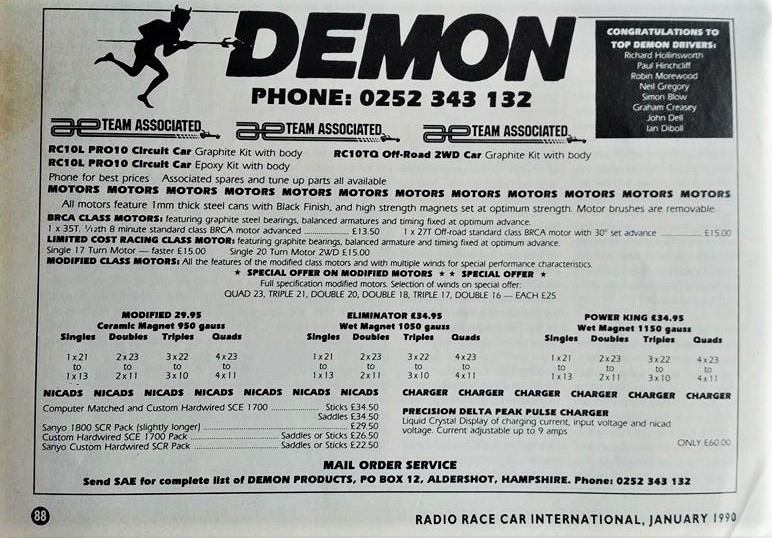 DEMON
PHONE: 0252 343 132
CONGRATULATIONS TO
TOP DEMON DRIVERS:
Richard Hollinsworth
Paul Hinchcliff
Robin Morewood
Neil Gregory
Simon Blow
Graham Creasey
John Dell
Ian Diboll
ae TEAM ASSOCIATED ae TEAM ASSOCIATED ae TEAM ASSOCIATED
RC10L PRO10 Circuit Car Graphite Kit with body RC10TQ Off-Road 2WD Car Graphite Kit with body
RC10L PRO10 Circuit Car Epoxy Kit with body
Phone for best prices Associated spares and tune up parts all available
MOTORS MOTORS MOTORS MOTORS MOTORS MOTORS MOTORS MOTORS MOTORS MOTORS MOTORS MOTORS
All motors feature 1mm thick steel cans with Black Finish, and high strength magnets set at optimum strength. Motor brushes are removable.
BRCA CLASS MOTORS: featuring graphite steel bearings, balanced armatures and timing fixed at optimum advance.
1 x 35T. 1/12th 8 minute standard class BRCA motor advanced .................... £13.50 1 x 27T Off-road standard class BRCA motor with 30° set advance .............. £15.00
LIMITED COST RACING CLASS MOTOR: featuring graphite bearings, balanced armature and timing fixed at optimum advance.
Single 17 Turn Motor — faster £15.00 Single 20 Turn Motor 2WD £15.00
MODIFIED CLASS MOTORS: All the features of the modified class motors and with multiple winds for special performance characteristics.
★ SPECIAL OFFER ON MODIFIED MOTORS ★ ★ SPECIAL OFFER ★
Full specification modified motors. Selection of winds on special offer:
QUAD 23, TRIPLE 21, DOUBLE 20, DOUBLE 18, TRIPLE 17, DOUBLE 16 — EACH £25
MODIFIED 29.95
Ceramic Magnet 950 gauss
Singles Doubles Triples Quads
1x21 2x23 3x22 4x23
to to to to
1x13 2x11 3x10 4x11
ELIMINATOR £34.95
Wet Magnet 1050 gauss
Singles Doubles Triples Quads
1x21 2x23 3x22 4x23
to to to to
1x13 2x11 3x10 4x11
POWER KING £34.95
Wet Magnet 1150 gauss
Singles Doubles Triples Quads
1x21 2x23 3x22 4x23
to to to to
1x13 2x11 3x10 4x11
NICADS NICADS NICADS NICADS NICADS NICADS NICADS
Computer Matched and Custom Hardwired SCE 1700 .................... Sticks £34.50
Saddles £34.50
Sanyo 1800 SCR Pack (slightly longer) .................... £29.50
Custom Hardwired SCE 1700 Pack .................... Saddles or Sticks £26.50
Sanyo Custom Hardwired SCR Pack .................... Saddles or Sticks £22.50
CHARGER CHARGER CHARGER CHARGER CHARGER CHARGER
PRECISION DELTA PEAK PULSE CHARGER
Liquid Crystal Display of charging current, input voltage and nicad
voltage. Current adjustable up to 9 amps
ONLY £60.00
MAIL ORDER SERVICE
Send SAE for complete list of DEMON PRODUCTS, PO BOX 12, ALDERSHOT, HAMPSHIRE. Phone: 0252 343 132
88
RADIO RACE CAR INTERNATIONAL, JANUARY 1990